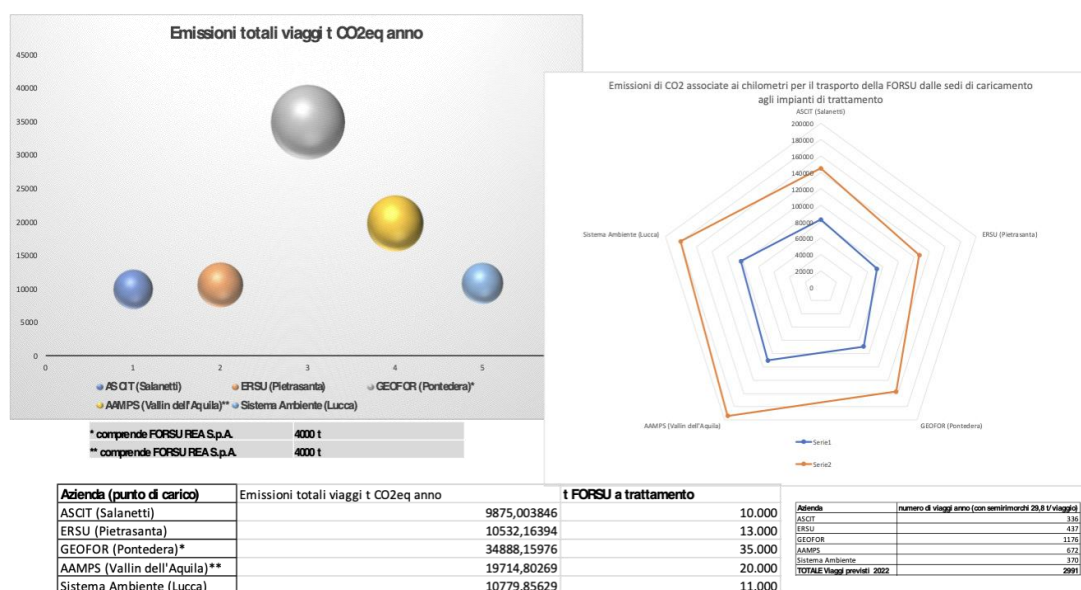 Emissioni totali viaggi t CO2eq anno
45000
40000
35000
30000
25000
20000
15000
10000
5000
0
0 1 2 3 4 5
ASCIT (Salanetti) ERSU (Pietrasanta) GEOFOR (Pontedera)*
AAMPS (Vallin dell'Aquila)** Sistema Ambiente (Lucca)
* comprende FORSU REA S.p.A. 4000 t
** comprende FORSU REA S.p.A. 4000 t
Emissioni di CO2 associate ai chilometri per il trasporto della FORSU dalle sedi di caricamento
agli impianti di trattamento
ASCIT (Salanetti)
200000
180000
160000
140000
120000
100000
80000
60000
40000
20000
0
Sistema Ambiente (Lucca)
ERSU (Pietrasanta)
AAMPS (Vallin dell'Aquila)
GEOFOR (Pontedera)
Serie1
Serie2
Azienda (punto di carico) Emissioni totali viaggi t CO2eq anno t FORSU a trattamento
ASCIT (Salanetti) 9875,003846 10.000
ERSU (Pietrasanta) 10532,16394 13.000
GEOFOR (Pontedera)* 34888,15976 35.000
AAMPS (Vallin dell'Aquila)** 19714,80269 20.000
Sistema Ambiente (Lucca) 10779,85629 11.000
Azienda numero di viaggi anno (con semirimorchi 29,8 t/viaggio)
ASCIT 336
ERSU 437
GEOFOR 1176
AAMPS 672
Sistema Ambiente 370
TOTALE Viaggi previsti 2022 2991